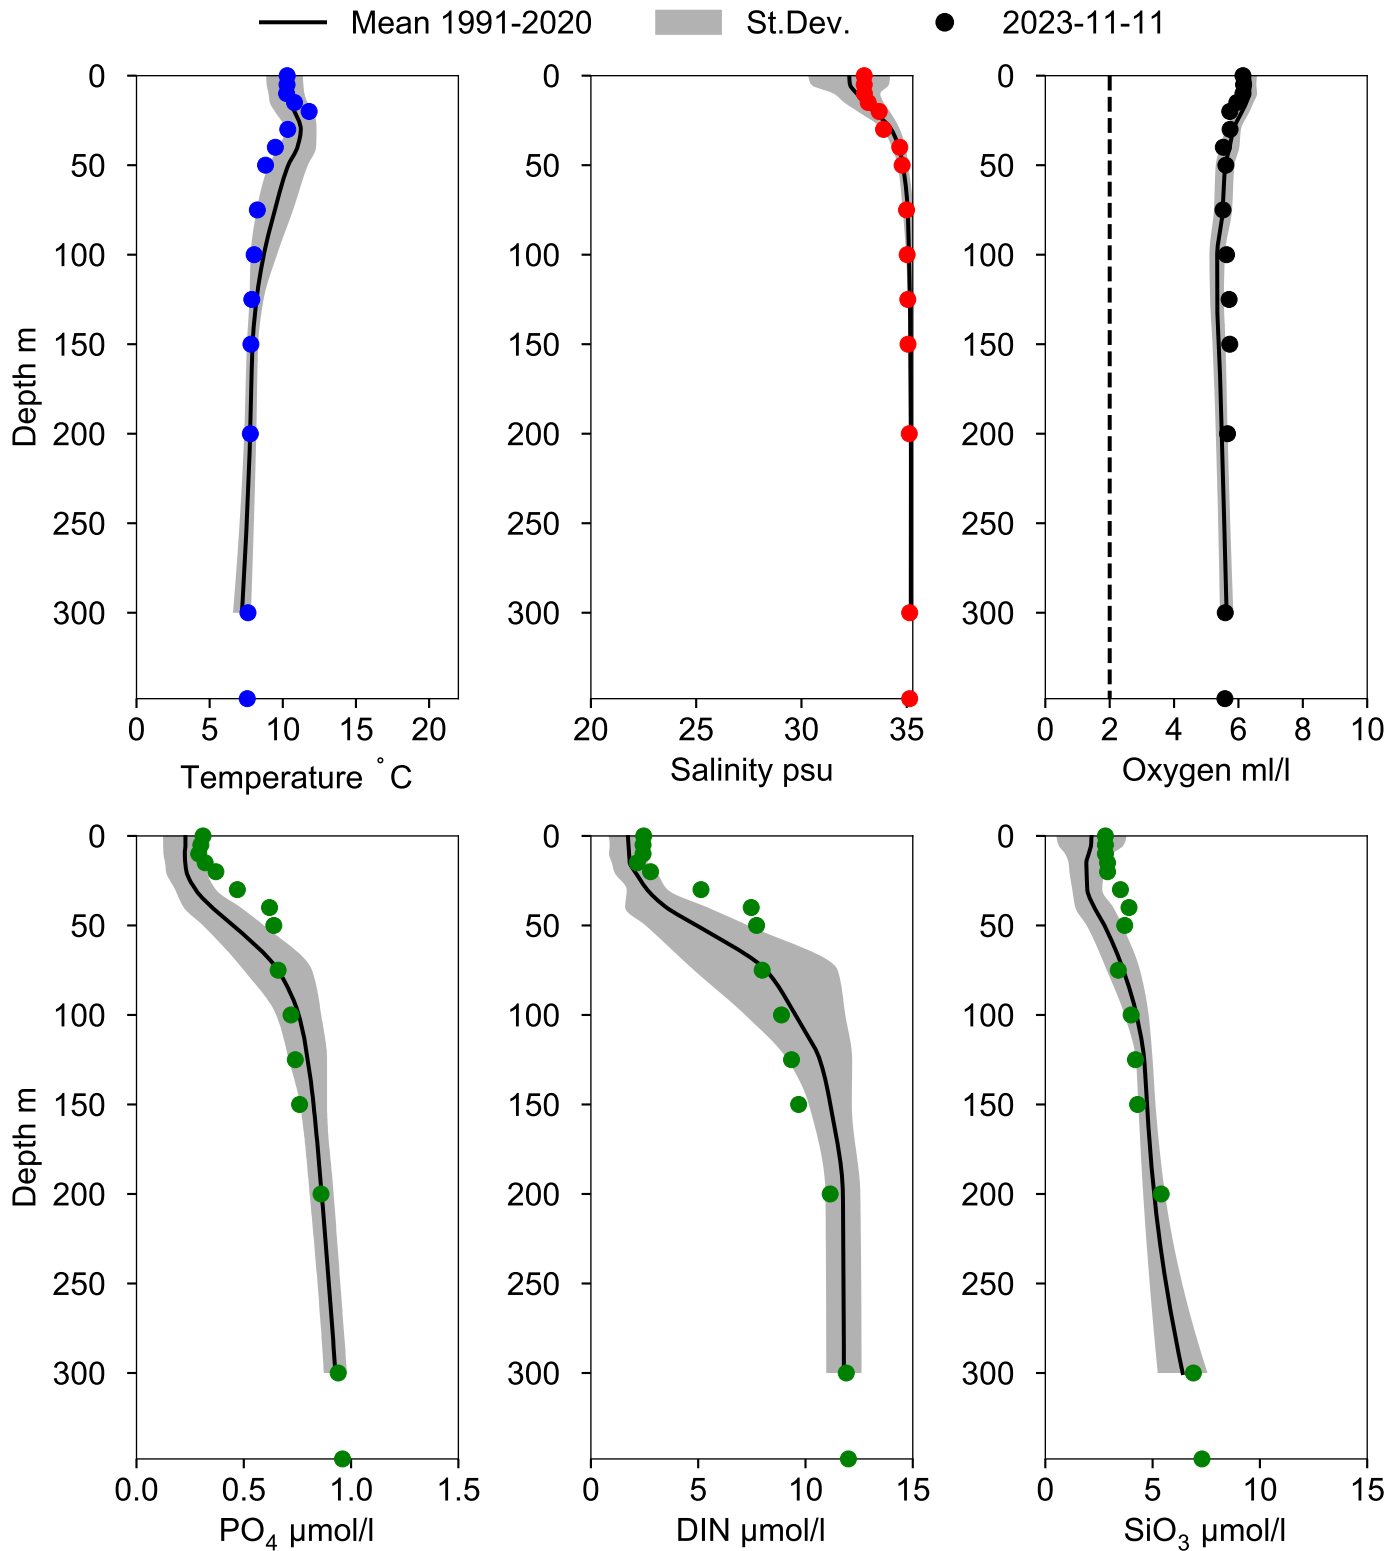 Mean 1991-2020 St.Dev. 2023-11-11
0 0 0
50 50 50
100 100 100
150 150 150
200 200 200
250 250 250
300 300 300
Depth m
0 5 10 15 20 20 25 30 35 0 2 4 6 8 10
Temperature °C Salinity psu Oxygen ml/l
0 0 0
50 50 50
100 100 100
150 150 150
200 200 200
250 250 250
300 300 300
Depth m
0.0 0.5 1.0 1.5 0 5 10 15 0 5 10 15
PO₄ µmol/l DIN µmol/l SiO₃ µmol/l